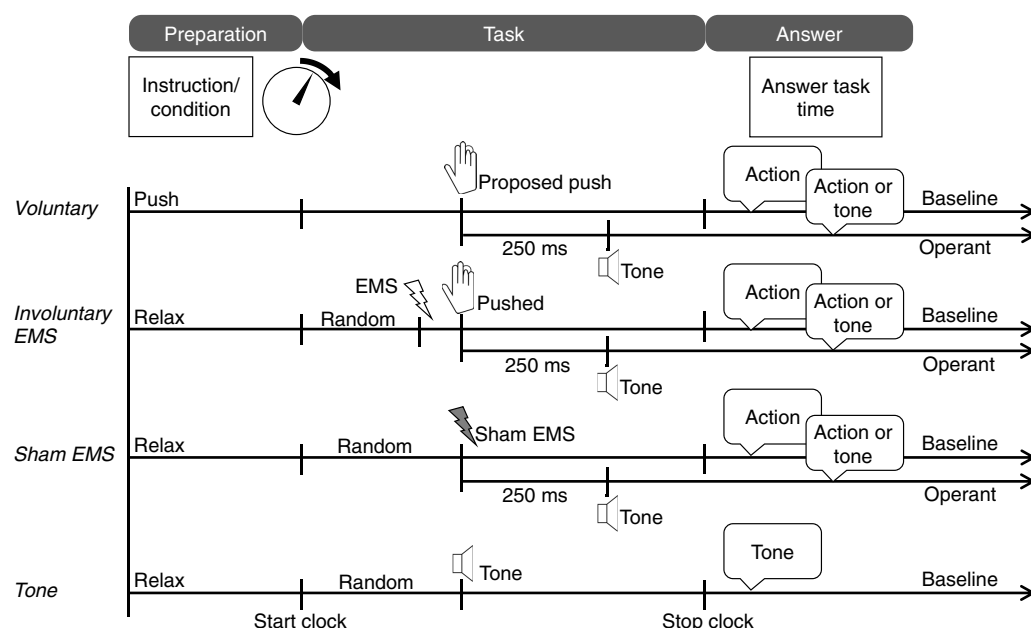 Preparation
Task
Answer
Instruction/
condition
Answer task
time
Voluntary
Push
Proposed push
Action
Action or
tone
Baseline
250 ms
Tone
Operant
Involuntary
EMS
Relax
Random
EMS
Pushed
Action
Action or
tone
Baseline
250 ms
Tone
Operant
Sham EMS
Relax
Random
Sham EMS
Action
Action or
tone
Baseline
250 ms
Tone
Operant
Tone
Relax
Random
Tone
Tone
Baseline
Start clock
Stop clock